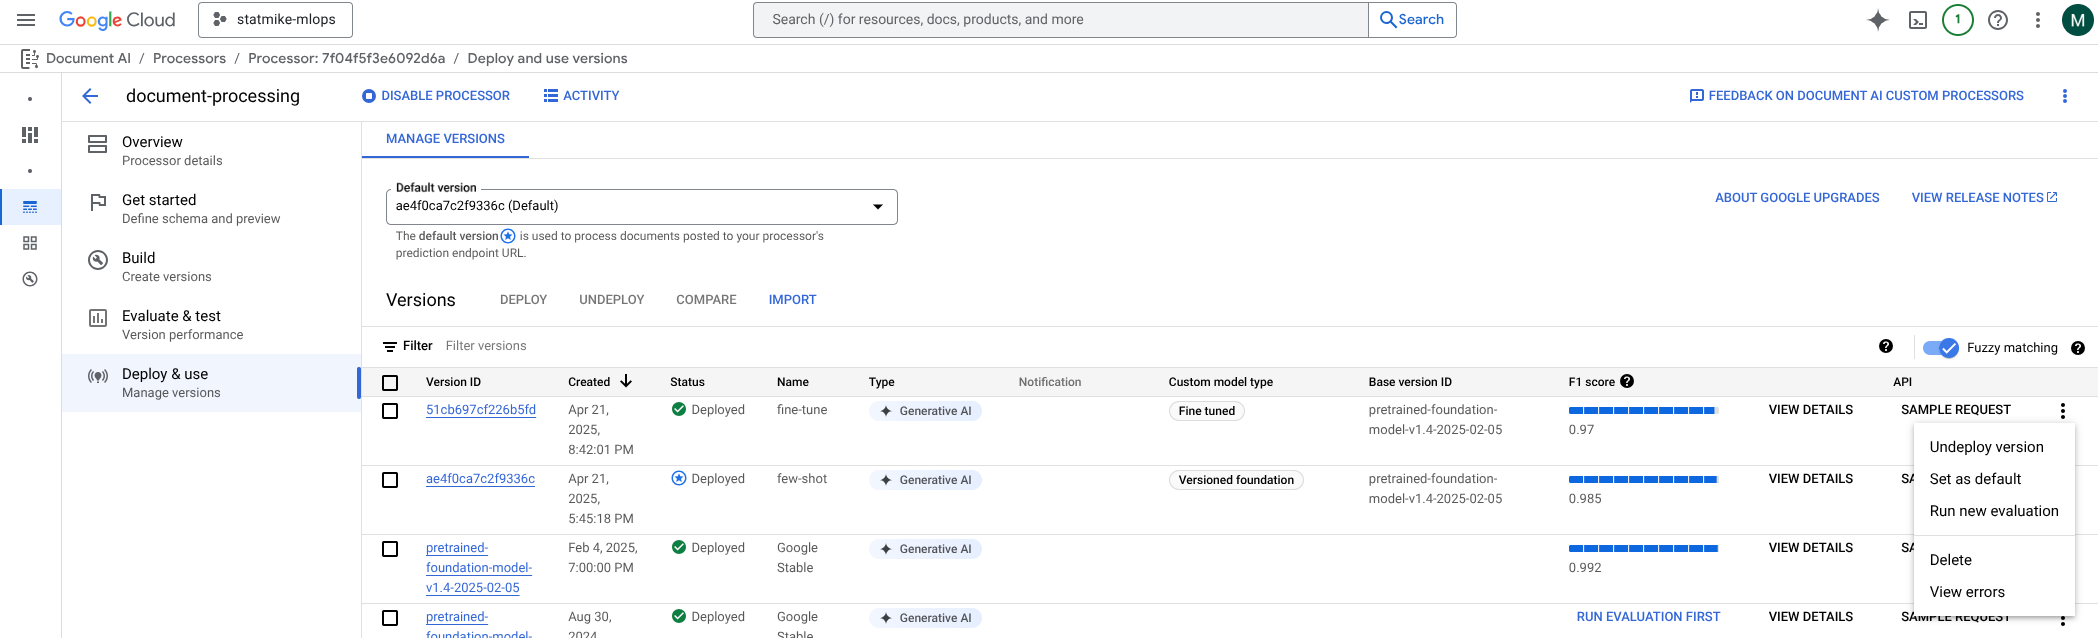 Google Cloud
statmike-mlops
Search (/) for resources, docs, products, and more
Search
1
M
Document AI / Processors / Processor: 7f04f5f3e6092d6a / Deploy and use versions
document-processing
DISABLE PROCESSOR
ACTIVITY
FEEDBACK ON DOCUMENT AI CUSTOM PROCESSORS
Overview
Processor details
Get started
Define schema and preview
Build
Create versions
Evaluate & test
Version performance
Deploy & use
Manage versions
MANAGE VERSIONS
Default version
ae4f0ca7c2f9336c (Default)
The default version is used to process documents posted to your processor's
prediction endpoint URL.
ABOUT GOOGLE UPGRADES
VIEW RELEASE NOTES
Versions
DEPLOY
UNDEPLOY
COMPARE
IMPORT
Filter
Filter versions
Fuzzy matching
Version ID
Created
Status
Name
Type
Notification
Custom model type
Base version ID
F1 score
API
51cb697cf226b5fd
Apr 21,
2025,
8:42:01 PM
Deployed
fine-tune
Generative AI
Fine tuned
pretrained-foundation-
model-v1.4-2025-02-05
0.97
VIEW DETAILS
SAMPLE REQUEST
ae4f0ca7c2f9336c
Apr 21,
2025,
5:45:18 PM
Deployed
few-shot
Generative AI
Versioned foundation
pretrained-foundation-
model-v1.4-2025-02-05
0.985
VIEW DETAILS
SA
pretrained-
foundation-model-
v1.4-2025-02-05
Feb 4, 2025,
7:00:00 PM
Deployed
Google
Stable
Generative AI
0.992
VIEW DETAILS
SA
pretrained-
foundation-model-
Aug 30,
2024
Deployed
Google
Stable
Generative AI
RUN EVALUATION FIRST
VIEW DETAILS
SAMPLE REQUEST
Undeploy version
Set as default
Run new evaluation
Delete
View errors